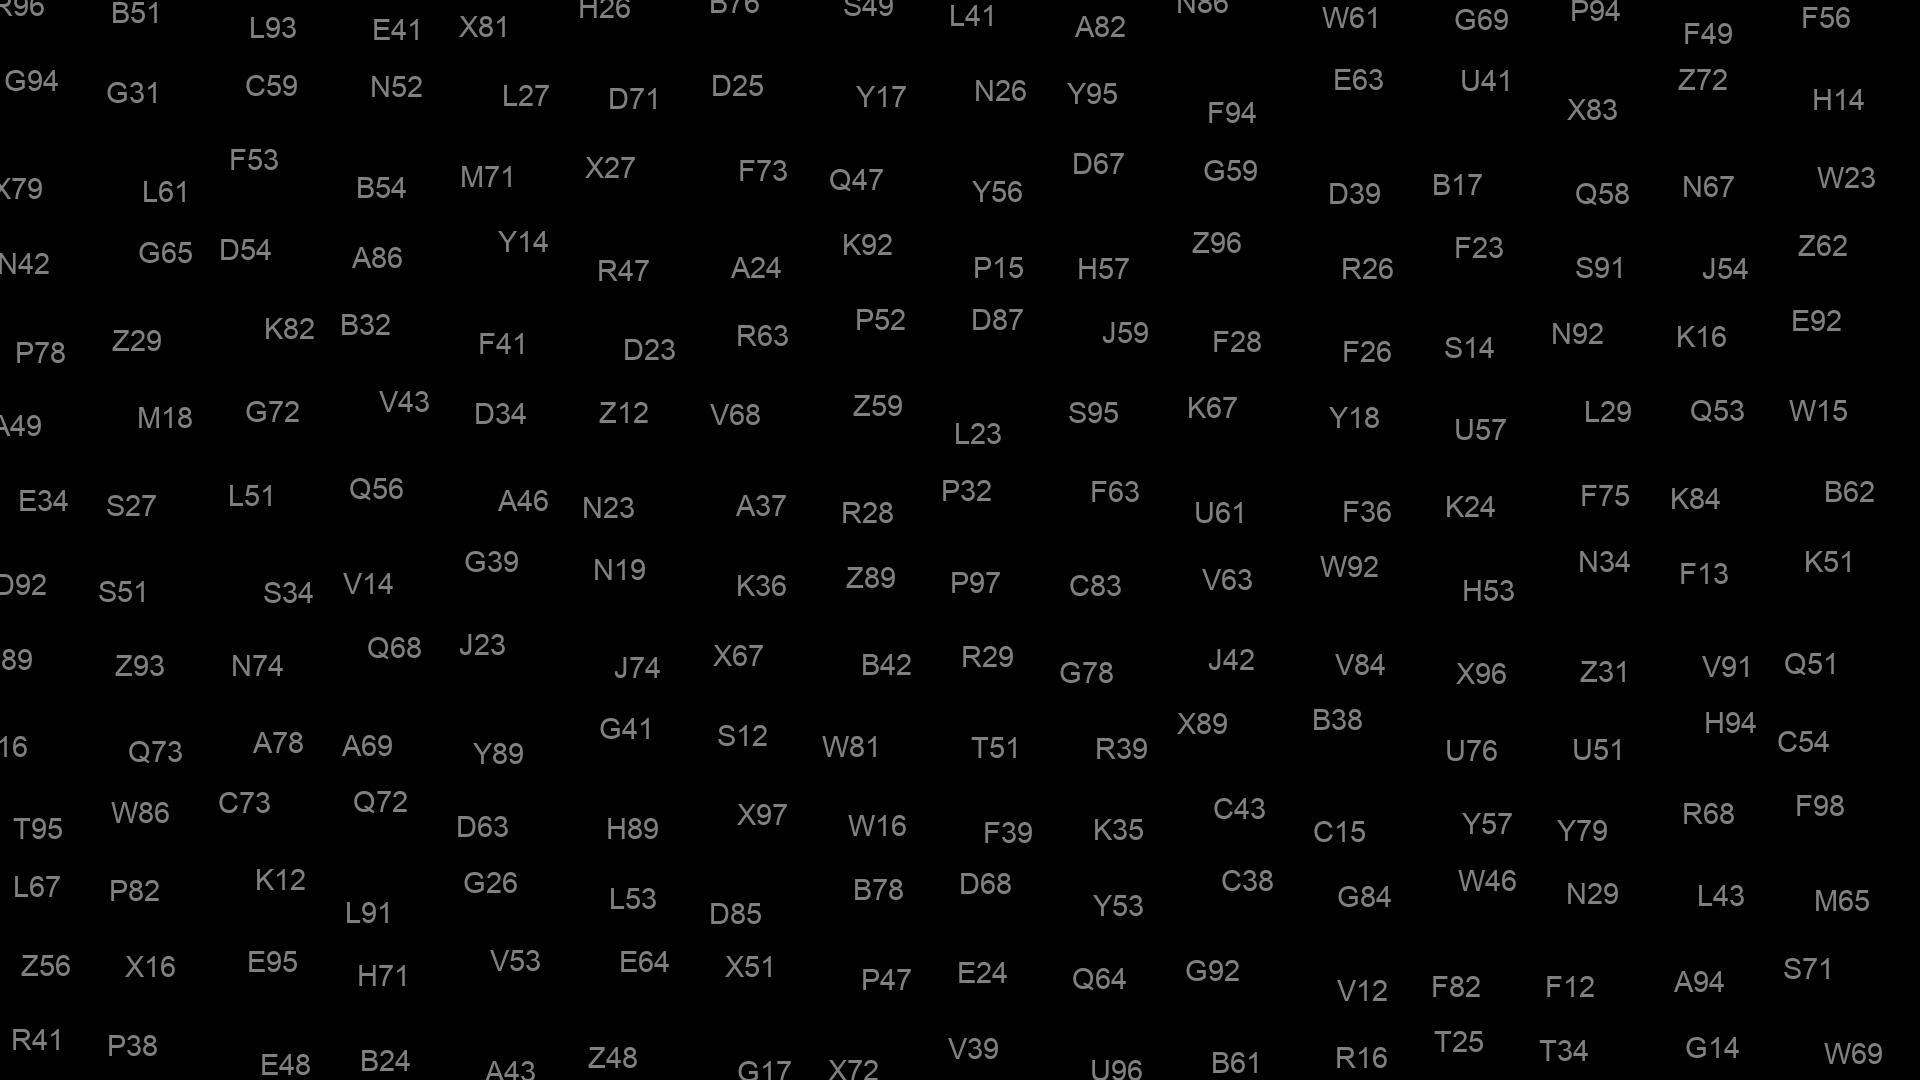 R96 B51 L93 E41 X81 H26 B76 S49 L41 A82 N86 W61 G69 P94 F49 F56
G94 G31 C59 N52 L27 D71 D25 Y17 N26 Y95 F94 E63 U41 X83 Z72 H14
X79 L61 F53 B54 M71 X27 F73 Q47 Y56 D67 G59 D39 B17 Q58 N67 W23
N42 G65 D54 A86 Y14 R47 A24 K92 P15 H57 Z96 R26 F23 S91 J54 Z62
P78 Z29 K82 B32 F41 D23 R63 P52 D87 J59 F28 F26 S14 N92 K16 E92
A49 M18 G72 V43 D34 Z12 V68 Z59 L23 S95 K67 Y18 U57 L29 Q53 W15
E34 S27 L51 Q56 A46 N23 A37 R28 P32 F63 U61 F36 K24 F75 K84 B62
D92 S51 S34 V14 G39 N19 K36 Z89 P97 C83 V63 W92 H53 N34 F13 K51
89 Z93 N74 Q68 J23 J74 X67 B42 R29 G78 J42 V84 X96 Z31 V91 Q51
16 Q73 A78 A69 Y89 G41 S12 W81 T51 R39 X89 B38 U76 U51 H94 C54
T95 W86 C73 Q72 D63 H89 X97 W16 F39 K35 C43 C15 Y57 Y79 R68 F98
L67 P82 K12 L91 G26 L53 D85 B78 D68 Y53 C38 G84 W46 N29 L43 M65
Z56 X16 E95 H71 V53 E64 X51 P47 E24 Q64 G92 V12 F82 F12 A94 S71
R41 P38 E48 B24 A43 Z48 G17 X72 V39 U96 B61 R16 T25 T34 G14 W69